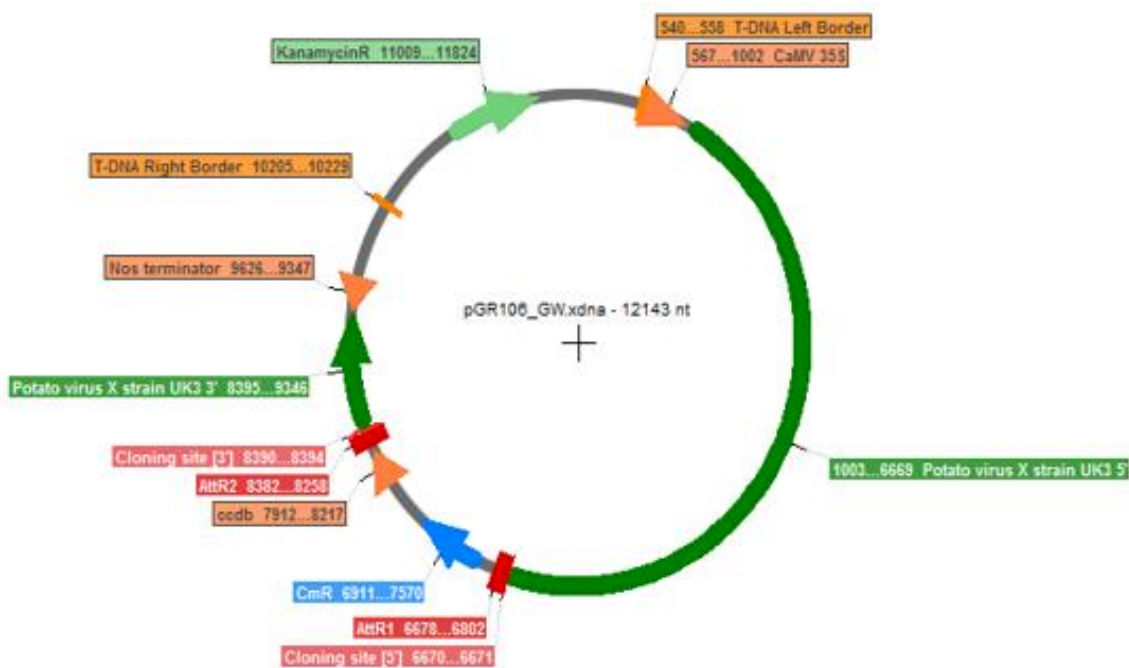 540...558 T-DNA Left Border
567...1002 CaMV 35S
KanamycinR 11009...11824
T-DNA Right Border 10205...10229
Nos terminator 9626...9347
pGR106_GW.xdna - 12143 nt
Potato virus X strain UK3 3' 8395...9346
Cloning site [3'] 8390...8394
AttR2 8382...8258
ccdb 7912...8217
1003...6669 Potato virus X strain UK3 5'
CmR 6911...7570
AttR1 6678...6802
Cloning site [5'] 6670...6671